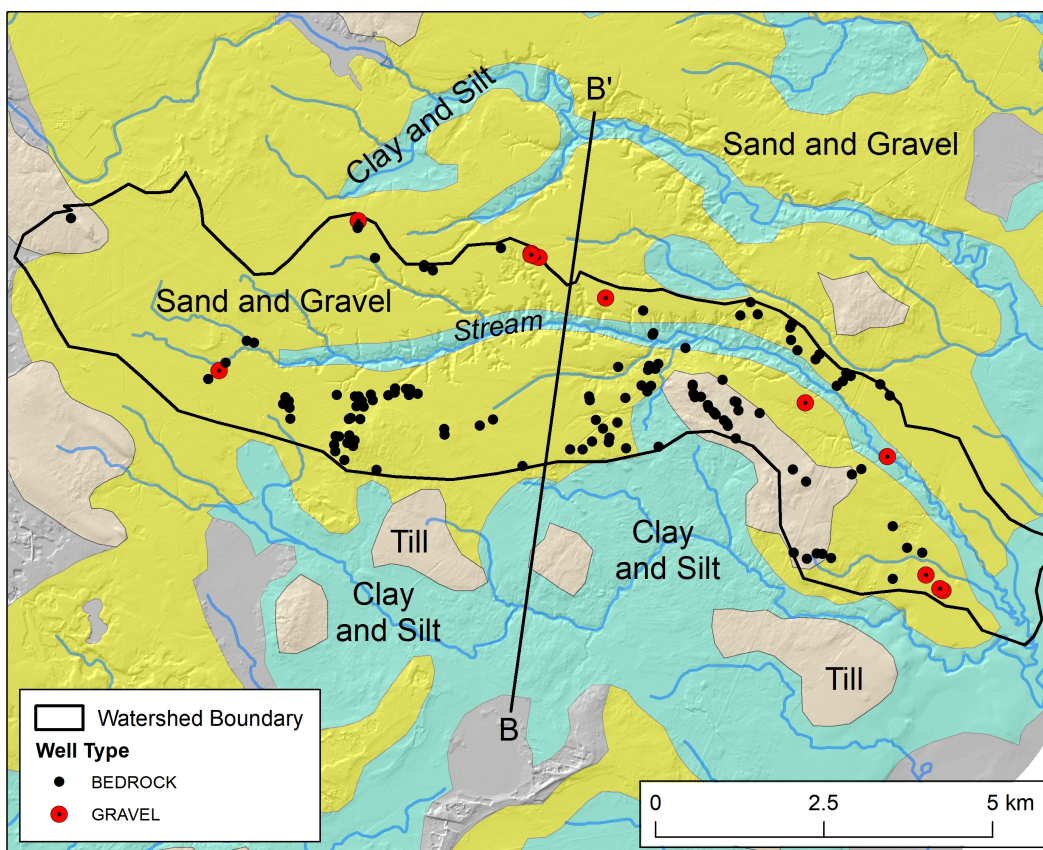 Clay and Silt
B'
Sand and Gravel
Sand and Gravel
Stream
Till
Clay
and Silt
Clay
and Silt
Till
B
Watershed Boundary
Well Type
BEDROCK
GRAVEL
0 2.5 5 km